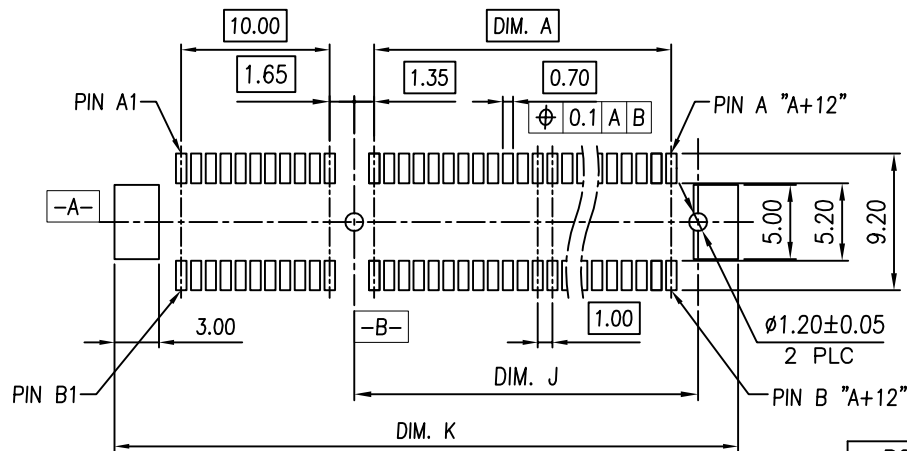 10.00
DIM. A
1.65
1.35
0.70
PIN A1
⌖ 0.1 A B
PIN A "A+12"
-A-
5.00
5.20
9.20
3.00
-B-
1.00
ø1.20±0.05
2 PLC
PIN B1
DIM. J
PIN B "A+12"
DIM. K